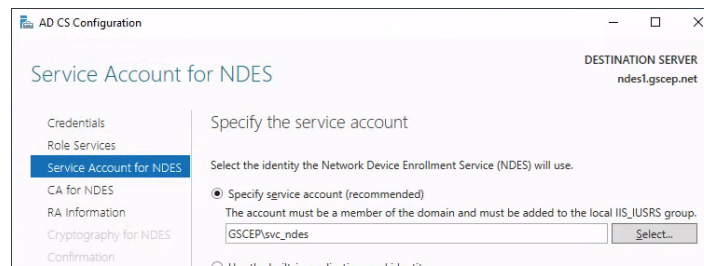 AD CS Configuration
DESTINATION SERVER
ndes1.gscep.net
Service Account for NDES
Credentials
Role Services
Service Account for NDES
CA for NDES
RA Information
Cryptography for NDES
Confirmation
Specify the service account
Select the identity the Network Device Enrollment Service (NDES) will use.
Specify service account (recommended)
The account must be a member of the domain and must be added to the local IIS_IUSRS group.
GSCEP\svc_ndes
Select...